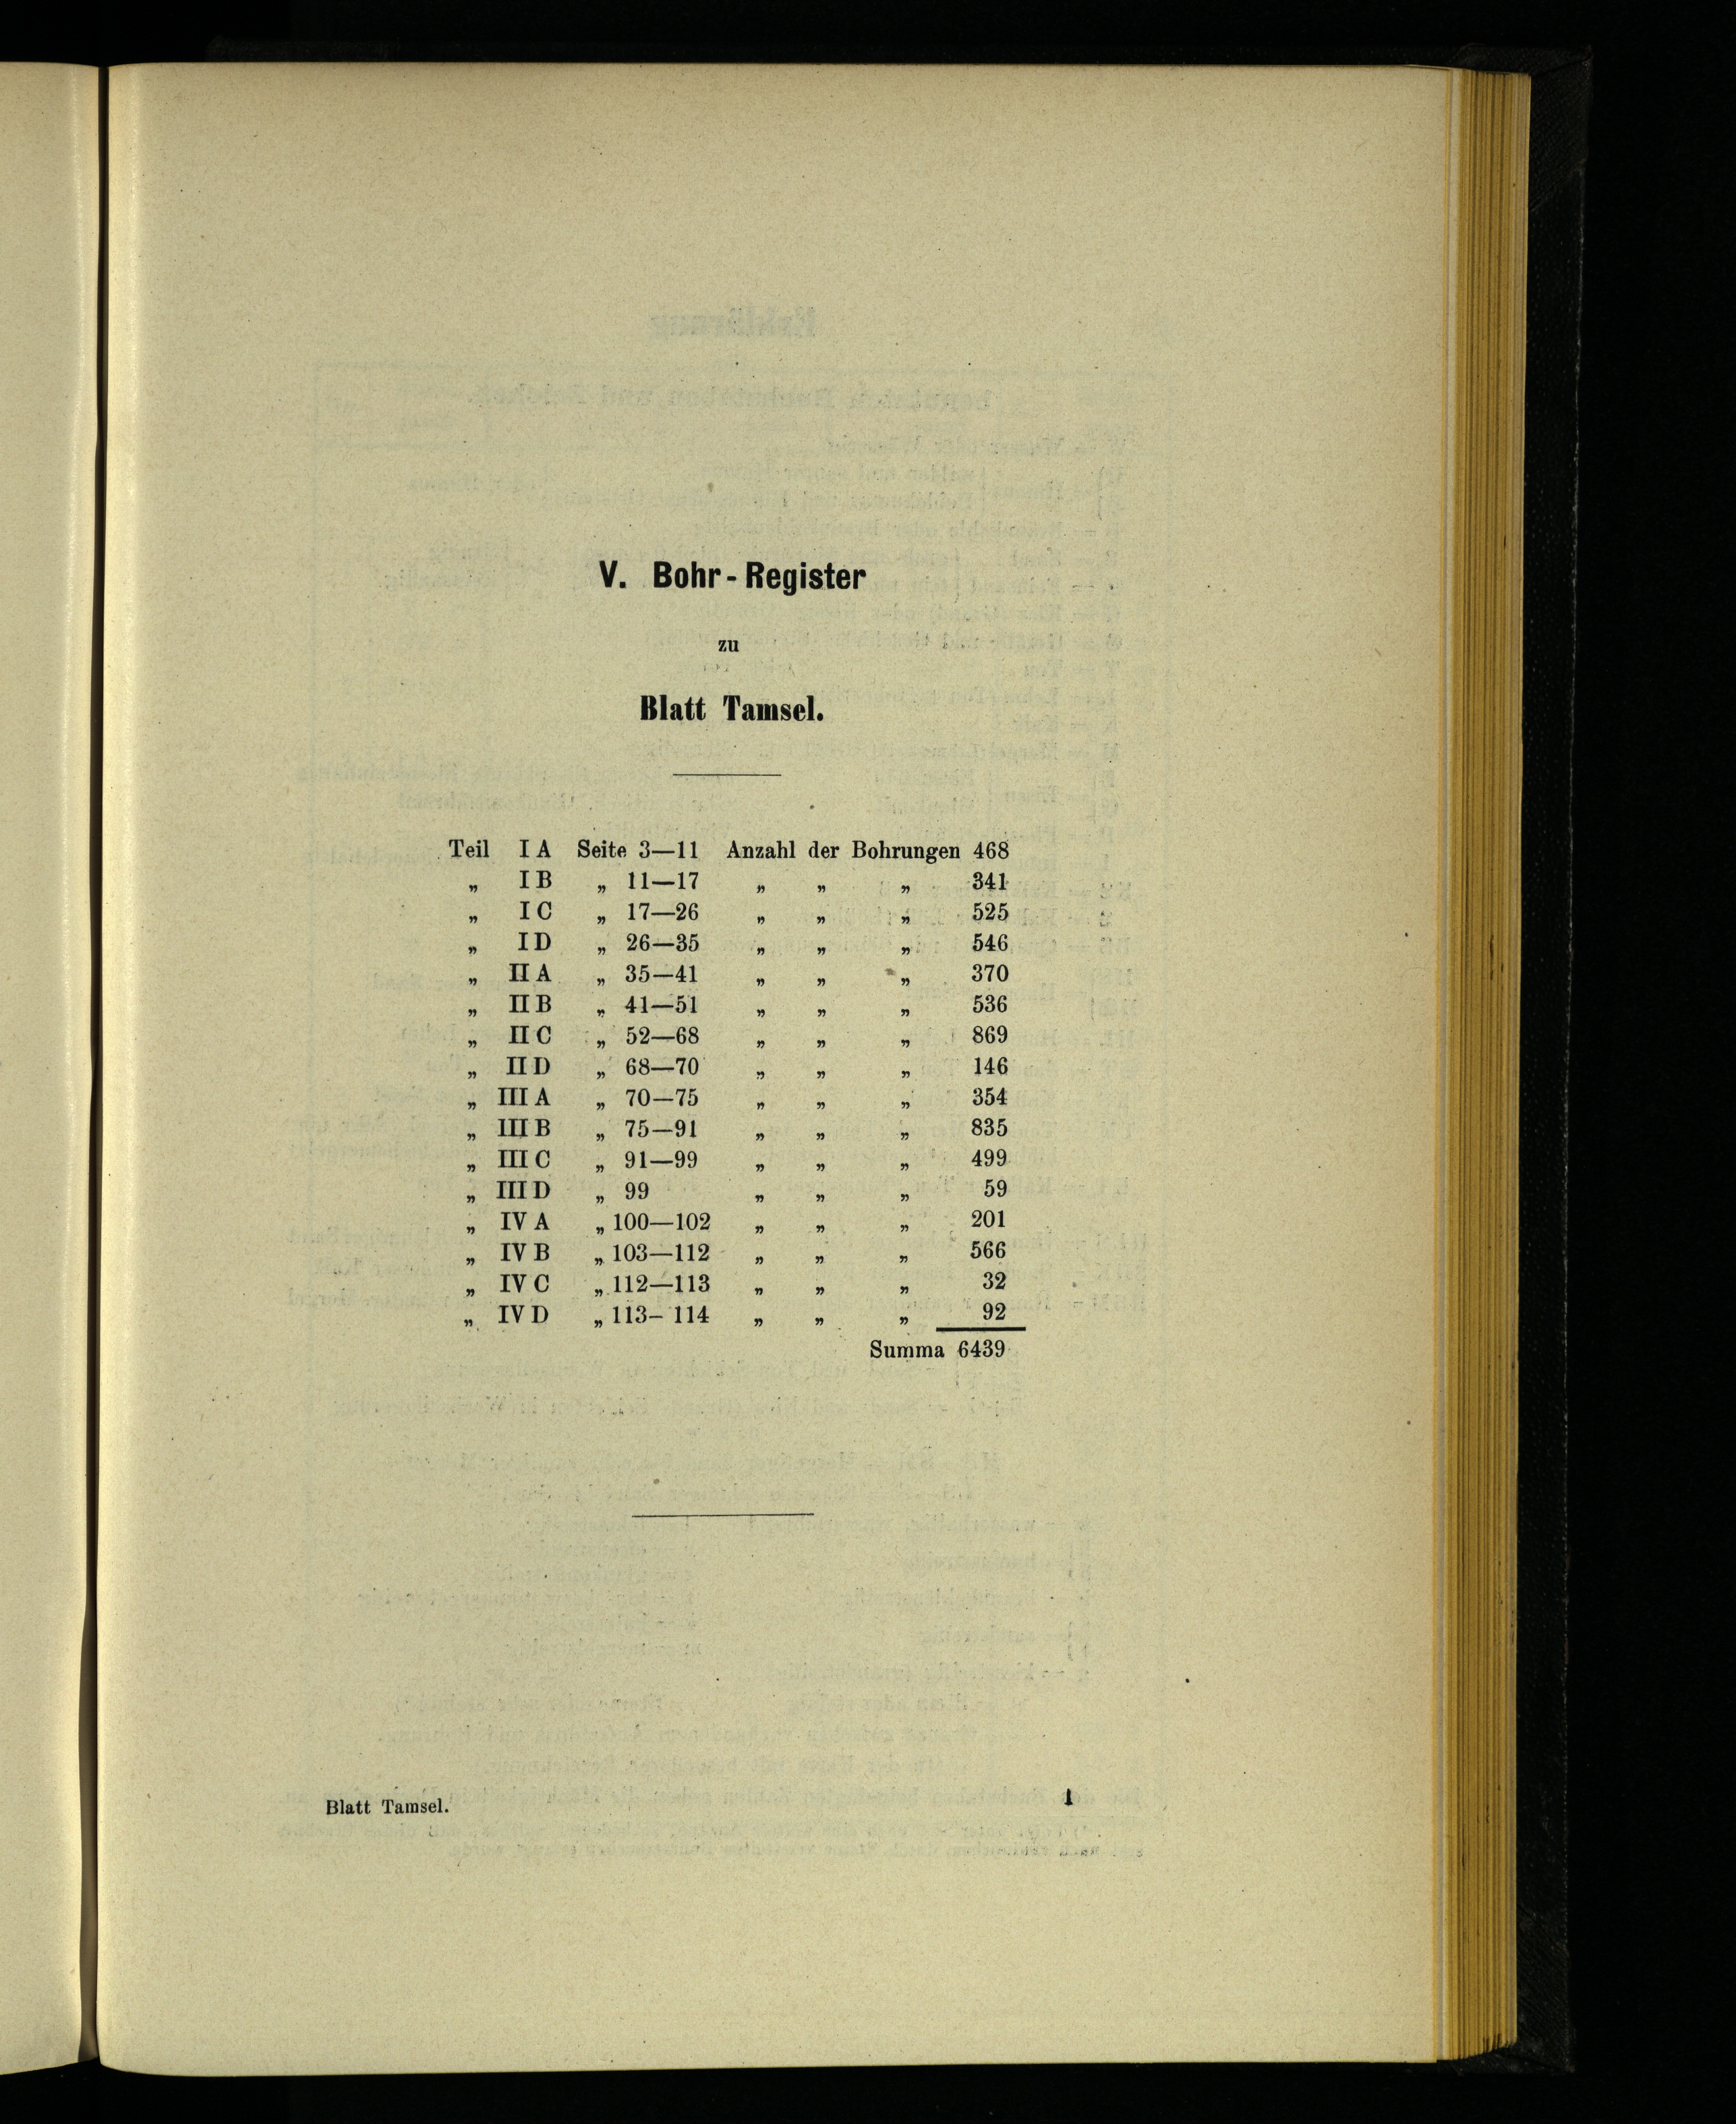 V. Bohr-Register
zu
Blatt Tamsel.
Teil I A Seite 3—11 Anzahl der Bohrungen 468
„ I B „ 11—17 „ „ „ 341
„ I C „ 17—26 „ „ „ 525
„ I D „ 26—35 „ „ „ 546
„ II A „ 35—41 „ „ „ 370
„ II B „ 41—51 „ „ „ 536
„ II C „ 52—68 „ „ „ 869
„ II D „ 68—70 „ „ „ 146
„ III A „ 70—75 „ „ „ 354
„ III B „ 75—91 „ „ „ 835
„ III C „ 91—99 „ „ „ 499
„ III D „ 99 „ „ „ 59
„ IV A „ 100—102 „ „ „ 201
„ IV B „ 103—112 „ „ „ 566
„ IV C „ 112—113 „ „ „ 32
„ IV D „ 113–114 „ „ „ 92
Summa 6439
Blatt Tamsel. 1